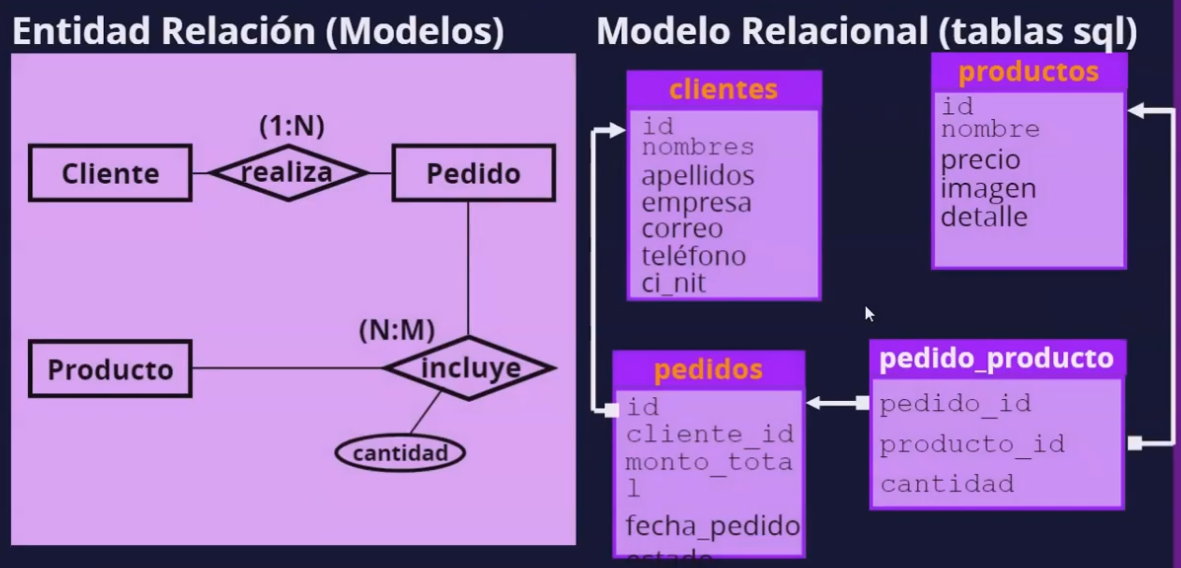 Entidad Relación (Modelos)
(1:N)
Cliente
realiza
Pedido
(N:M)
Producto
incluye
cantidad
Modelo Relacional (tablas sql)
clientes
id
nombres
apellidos
empresa
correo
teléfono
ci_nit
productos
id
nombre
precio
imagen
detalle
pedidos
id
cliente_id
monto_tota
l
fecha_pedido
estado
pedido_producto
pedido_id
producto_id
cantidad